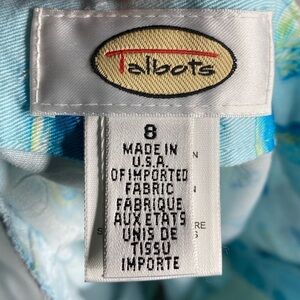 Talbots
8
MADE IN
U.S.A.
OF IMPORTED
FABRIC
FABRIQUE
AUX ETATS
UNIS DE
TISSU
IMPORTE